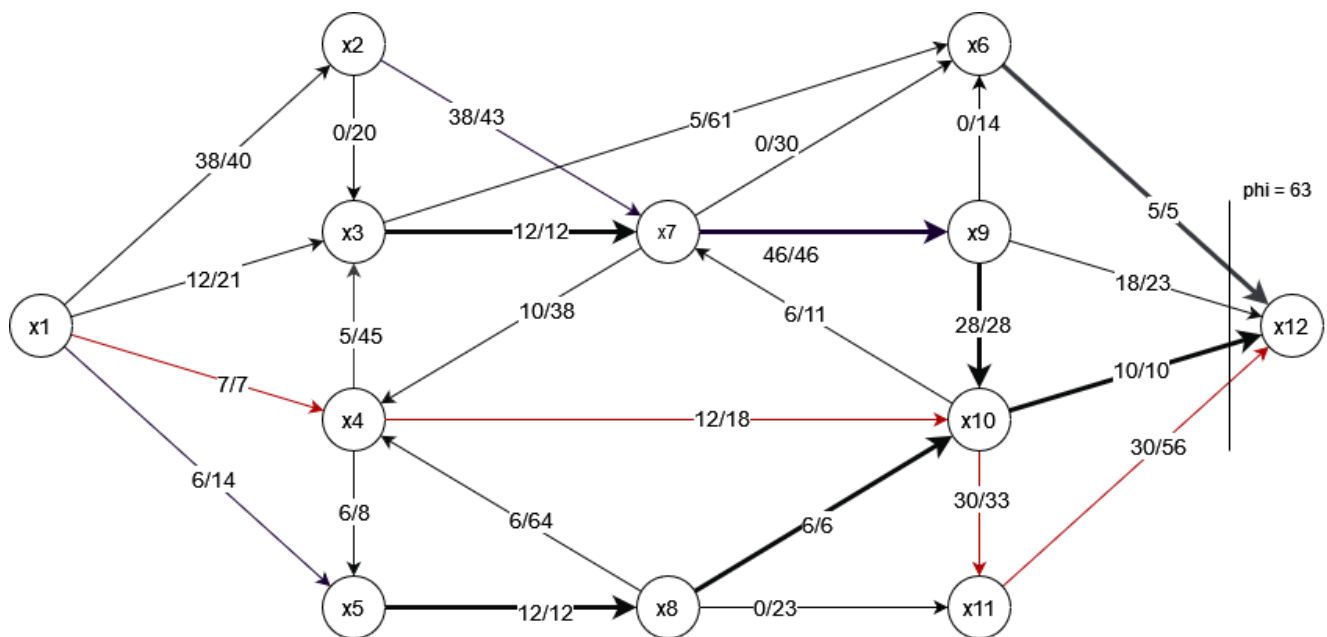 x2
x6
38/43
5/61
0/20
0/30
0/14
38/40
phi = 63
5/5
x3
12/12
x7
46/46
x9
12/21
18/23
x1
5/45
10/38
6/11
28/28
x12
7/7
10/10
x4
12/18
x10
30/56
6/14
6/8
6/64
6/6
30/33
x5
12/12
x8
0/23
x11